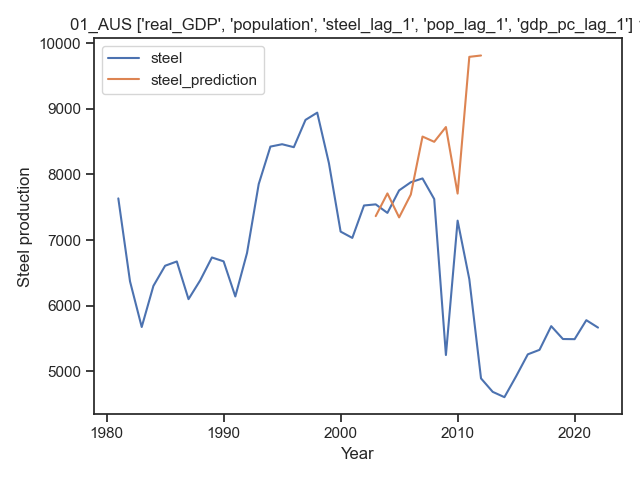 01_AUS ['real_GDP', 'population', 'steel_lag_1', 'pop_lag_1', 'gdp_pc_lag_1']
steel
steel_prediction
10000
9000
8000
7000
6000
5000
Steel production
1980
1990
2000
2010
2020
Year